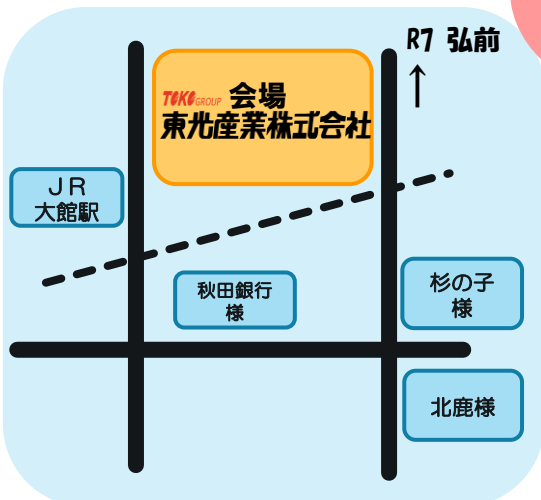 R7 弘前
TOKO GROUP 会場
東光産業株式会社
JR
大館駅
秋田銀行
様
杉の子
様
北鹿様